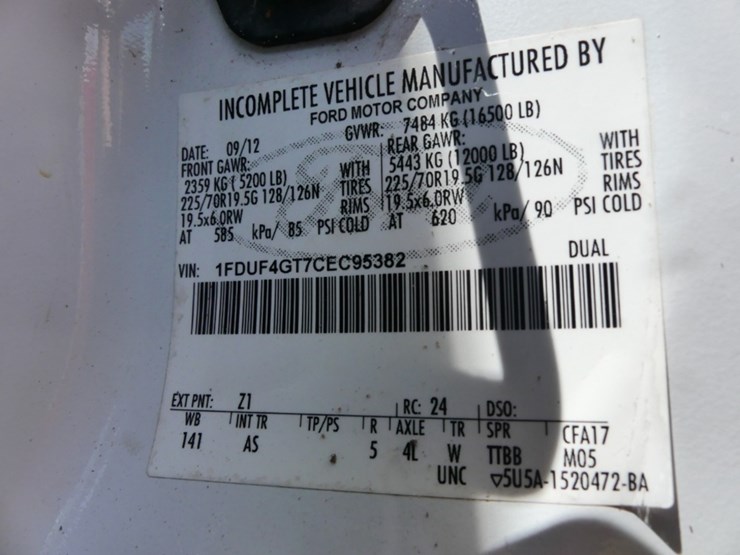 INCOMPLETE VEHICLE MANUFACTURED BY
FORD MOTOR COMPANY
DATE: 09/12 GVWR: 7484 KG (16500 LB)
FRONT GAWR: REAR GAWR:
2359 KG ( 5200 LB) WITH 5443 KG (12000 LB) WITH
225/70R19.5G 128/126N TIRES 225/70R19.5G 128/126N TIRES
19.5x6.0RW RIMS 19.5x6.0RW RIMS
AT 585 kPa/ 85 PSI COLD AT 620 kPa/ 90 PSI COLD
VIN: 1FDUF4GT7CEC95382 DUAL
EXT PNT: Z1 RC: 24 DSO:
WB INT TR TP/PS R AXLE TR SPR CFA17
141 AS 5 4L W TTBB M05
UNC ▽5U5A-1520472-BA